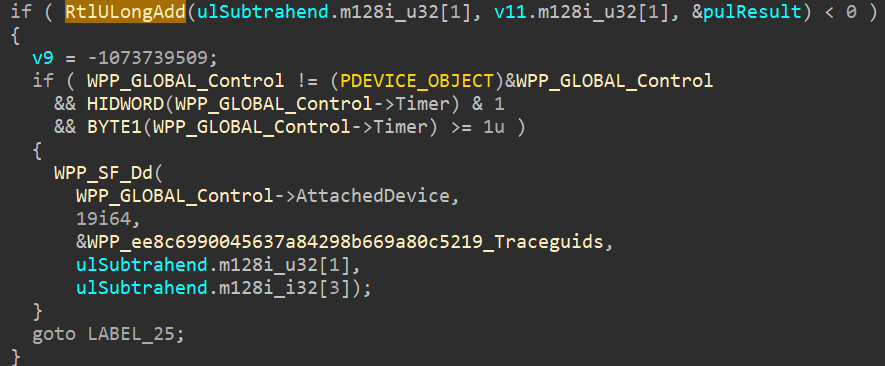 if ( RtlULongAdd(ulSubtrahend.m128i_u32[1], v11.m128i_u32[1], &pulResult) < 0 )
{
  v9 = -1073739509;
  if ( WPP_GLOBAL_Control != (PDEVICE_OBJECT)&WPP_GLOBAL_Control
    && HIDWORD(WPP_GLOBAL_Control->Timer) & 1
    && BYTE1(WPP_GLOBAL_Control->Timer) >= 1u )
  {
    WPP_SF_Dd(
      WPP_GLOBAL_Control->AttachedDevice,
      19i64,
      &WPP_ee8c6990045637a84298b669a80c5219_Traceguids,
      ulSubtrahend.m128i_u32[1],
      ulSubtrahend.m128i_i32[3]);
  }
  goto LABEL_25;
}